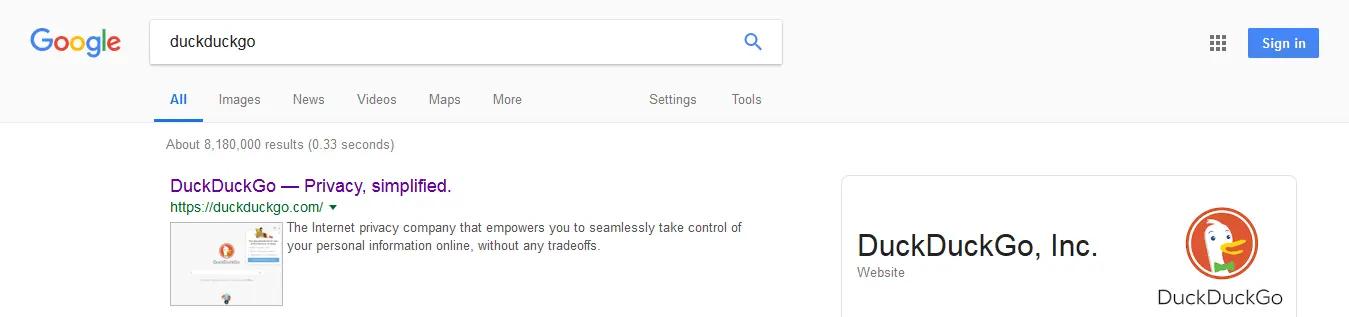 Google
duckduckgo
Sign in
All Images News Videos Maps More Settings Tools
About 8,180,000 results (0.33 seconds)
DuckDuckGo — Privacy, simplified.
https://duckduckgo.com/
The Internet privacy company that empowers you to seamlessly take control of
your personal information online, without any tradeoffs.
DuckDuckGo
DuckDuckGo, Inc.
Website
DuckDuckGo